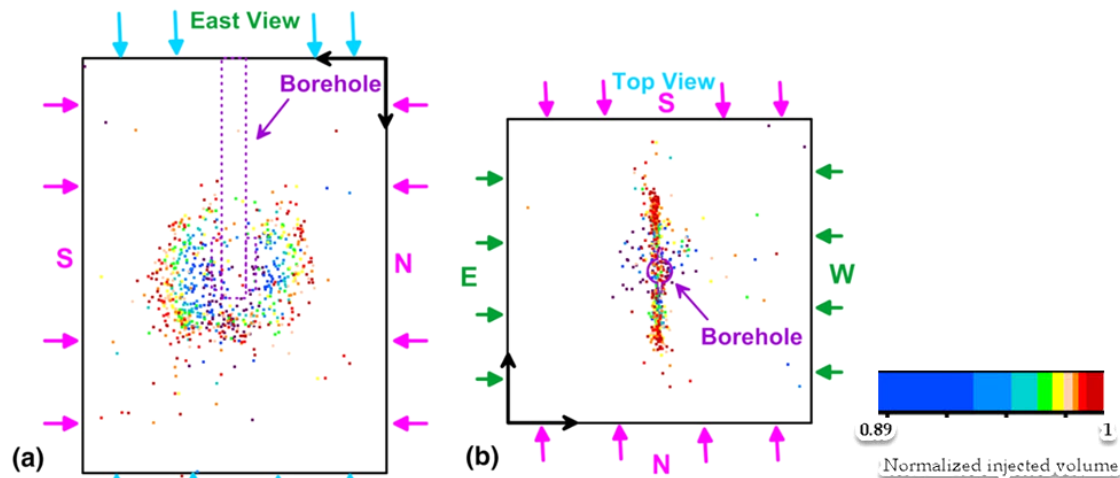 East View
Borehole
S
N
(a)
Top View
S
E
W
Borehole
N
(b)
0.89
1
Normalized injected volume